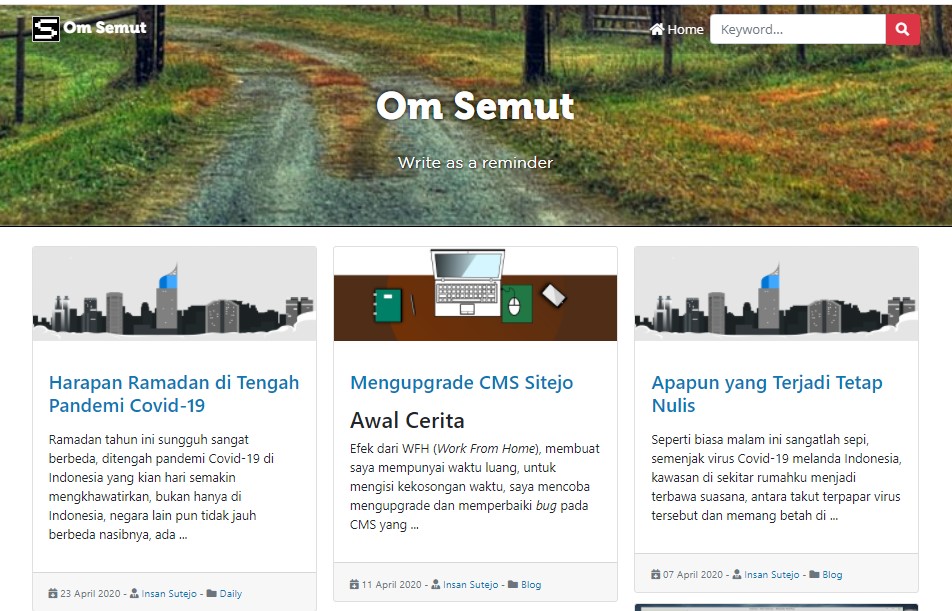 Om Semut
Home
Keyword...
Om Semut
Write as a reminder
Harapan Ramadan di Tengah
Pandemi Covid-19
Ramadan tahun ini sungguh sangat
berbeda, ditengah pandemi Covid-19 di
Indonesia yang kian hari semakin
mengkhawatirkan, bukan hanya di
Indonesia, negara lain pun tidak jauh
berbeda nasibnya, ada ...
23 April 2020 - Insan Sutejo - Daily
Mengupgrade CMS Sitejo
Awal Cerita
Efek dari WFH (Work From Home), membuat
saya mempunyai waktu luang, untuk
mengisi kekosongan waktu, saya mencoba
mengupgrade dan memperbaiki bug pada
CMS yang ...
11 April 2020 - Insan Sutejo - Blog
Apapun yang Terjadi Tetap
Nulis
Seperti biasa malam ini sangatlah sepi,
semenjak virus Covid-19 melanda Indonesia,
kawasan di sekitar rumahku menjadi
terbawa suasana, antara takut terpapar virus
tersebut dan memang betah di ...
07 April 2020 - Insan Sutejo - Blog